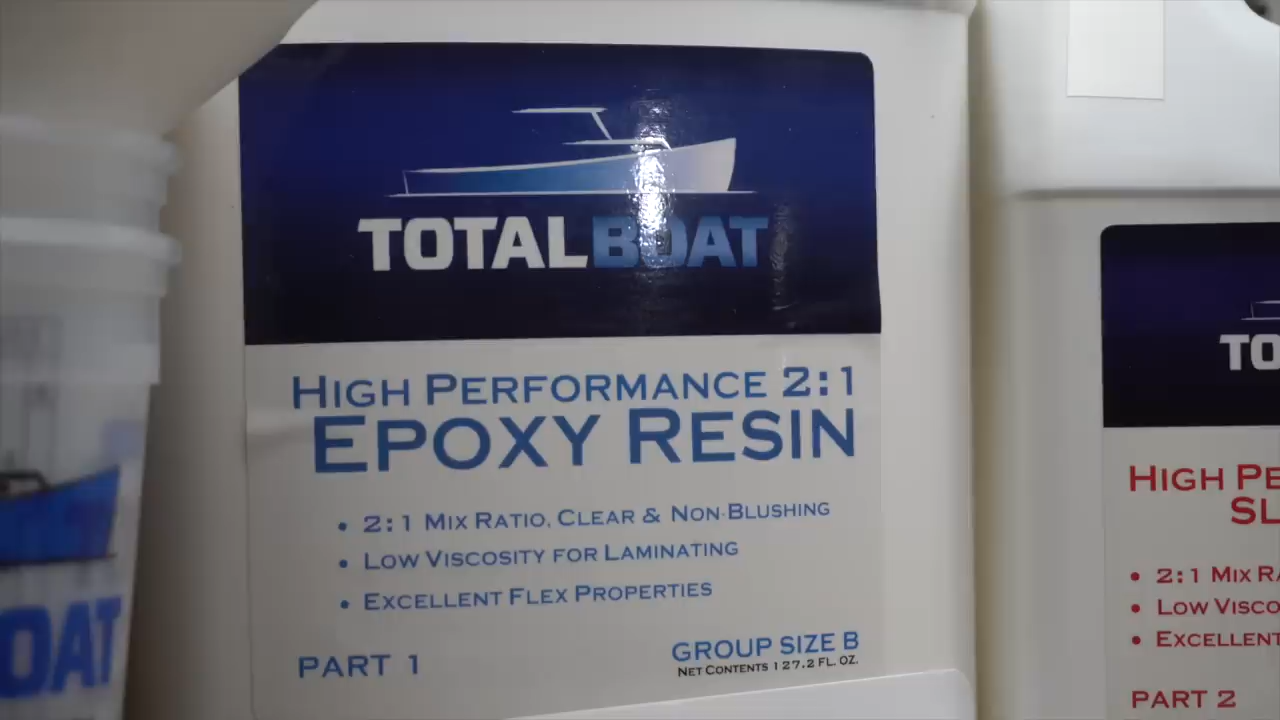 TOTALBOAT
HIGH PERFORMANCE 2:1
EPOXY RESIN
• 2:1 MIX RATIO, CLEAR & NON-BLUSHING
• LOW VISCOSITY FOR LAMINATING
• EXCELLENT FLEX PROPERTIES
PART 1
GROUP SIZE B
NET CONTENTS 127.2 FL. OZ.
OAT
TO
HIGH PE
SL
• 2:1 MIX RA
• LOW VISCO
• EXCELLENT
PART 2